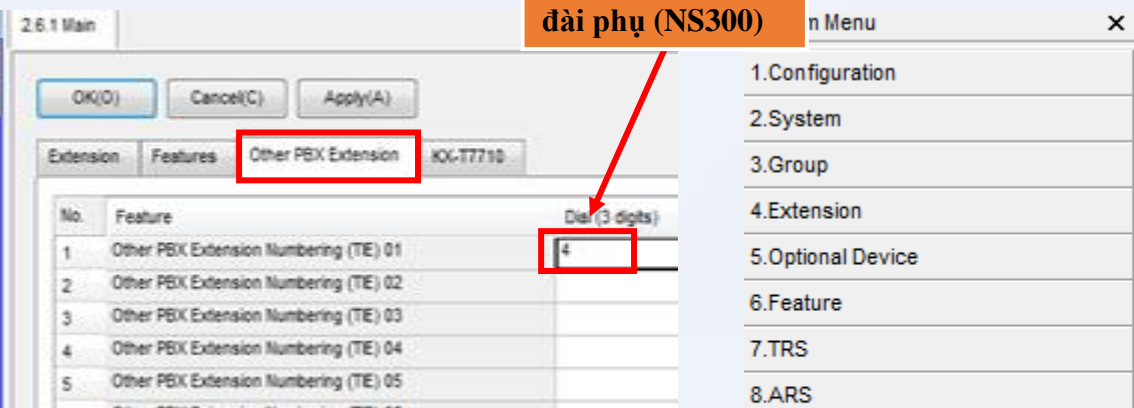 đài phụ (NS300)
2.6.1 Main
m Menu
OK(O)
Cancel(C)
Apply(A)
Extension
Features
Other PBX Extension
KX-T7710
No.
Feature
Dial (3 digits)
1
Other PBX Extension Numbering (TIE) 01
4
2
Other PBX Extension Numbering (TIE) 02
3
Other PBX Extension Numbering (TIE) 03
4
Other PBX Extension Numbering (TIE) 04
5
Other PBX Extension Numbering (TIE) 05
1.Configuration
2.System
3.Group
4.Extension
5.Optional Device
6.Feature
7.TRS
8.ARS